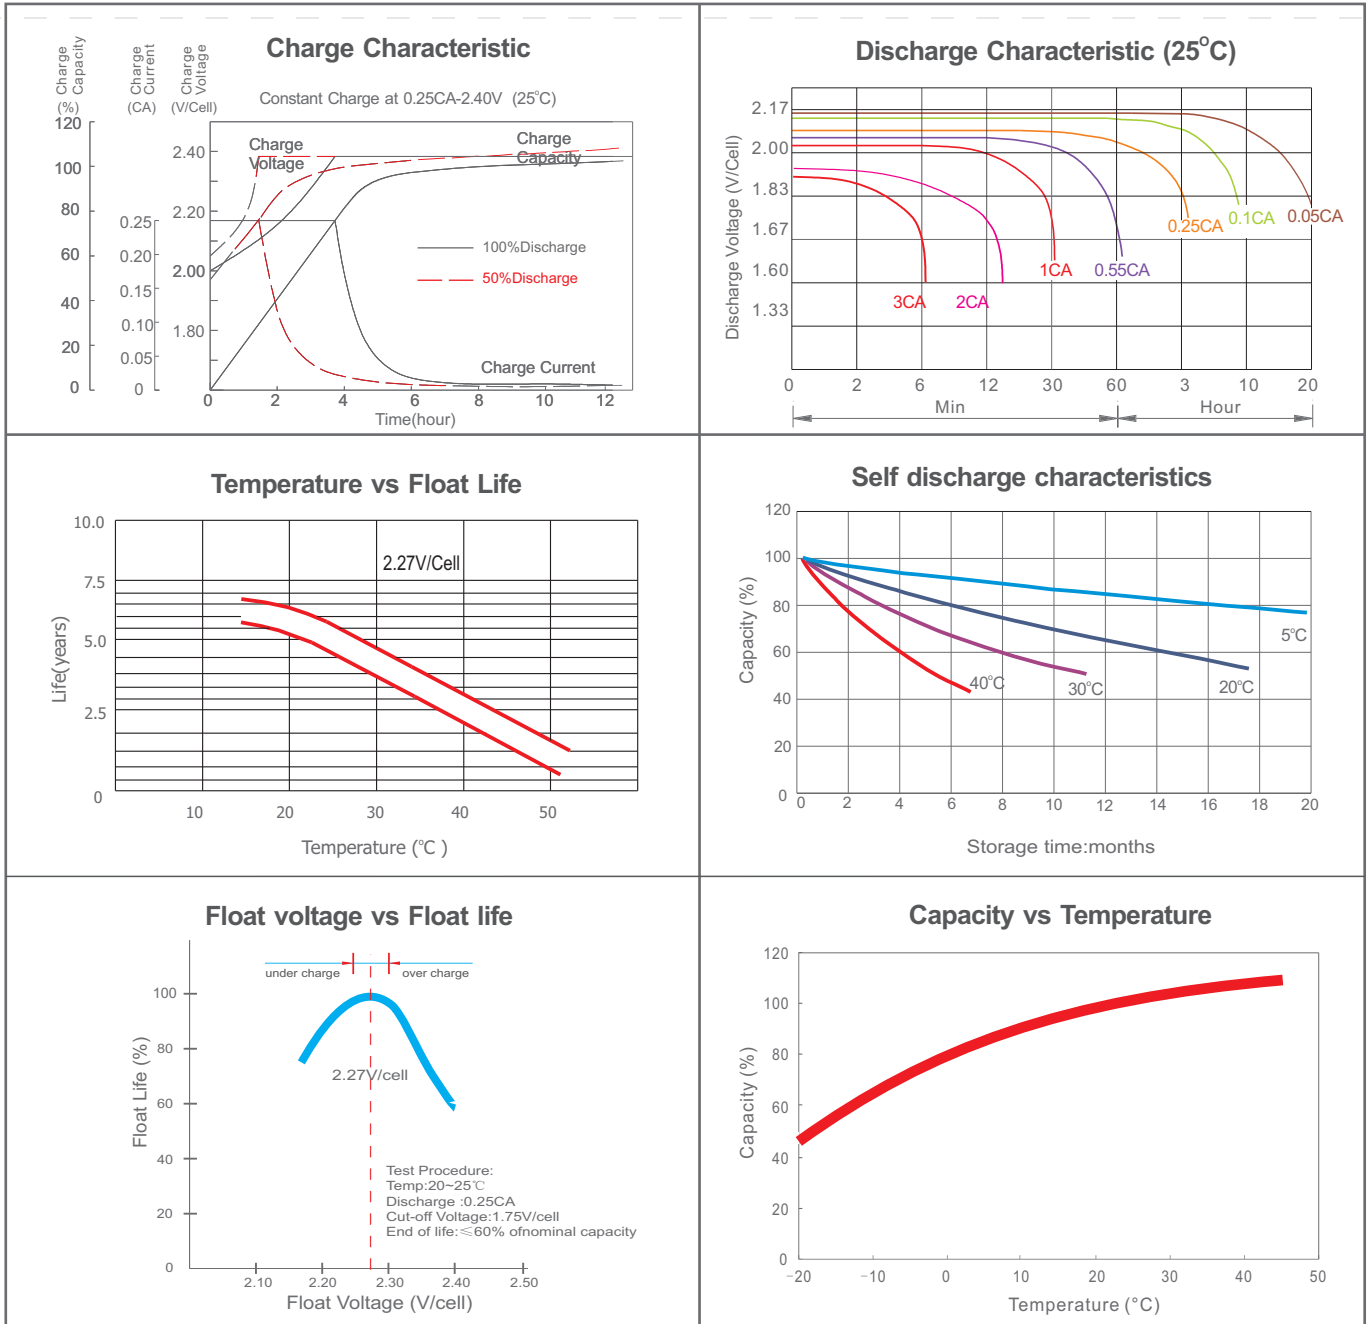 Charge Characteristic
Charge
Capacity
Charge
Current
Charge
Voltage
(%)
(CA)
(V/Cell)
Constant Charge at 0.25CA-2.40V (25°C)
120
100
80
60
40
20
0
0.25
0.20
0.15
0.10
0.05
0
2.40
2.20
2.00
1.80
Charge
Voltage
Charge
Capacity
100%Discharge
50%Discharge
Charge Current
0 2 4 6 8 10 12
Time(hour)
Discharge Characteristic (25°C)
Discharge Voltage (V/Cell)
2.17
2.00
1.83
1.67
1.60
1.33
3CA
2CA
1CA
0.55CA
0.25CA
0.1CA
0.05CA
0 2 6 12 30 60 3 10 20
Min Hour
Temperature vs Float Life
Life(years)
10.0
7.5
5.0
2.5
0
2.27V/Cell
10 20 30 40 50
Temperature (°C )
Self discharge characteristics
Capacity (%)
120
100
80
60
40
20
0
40°C
30°C
20°C
5°C
0 2 4 6 8 10 12 14 16 18 20
Storage time:months
Float voltage vs Float life
under charge
over charge
Float Life (%)
100
80
60
40
20
0
2.27V/cell
Test Procedure:
Temp:20~25℃
Discharge :0.25CA
Cut-off Voltage:1.75V/cell
End of life:≤60% ofnominal capacity
2.10 2.20 2.30 2.40 2.50
Float Voltage (V/cell)
Capacity vs Temperature
Capacity (%)
120
100
80
60
40
20
0
-20 -10 0 10 20 30 40 50
Temperature (°C)